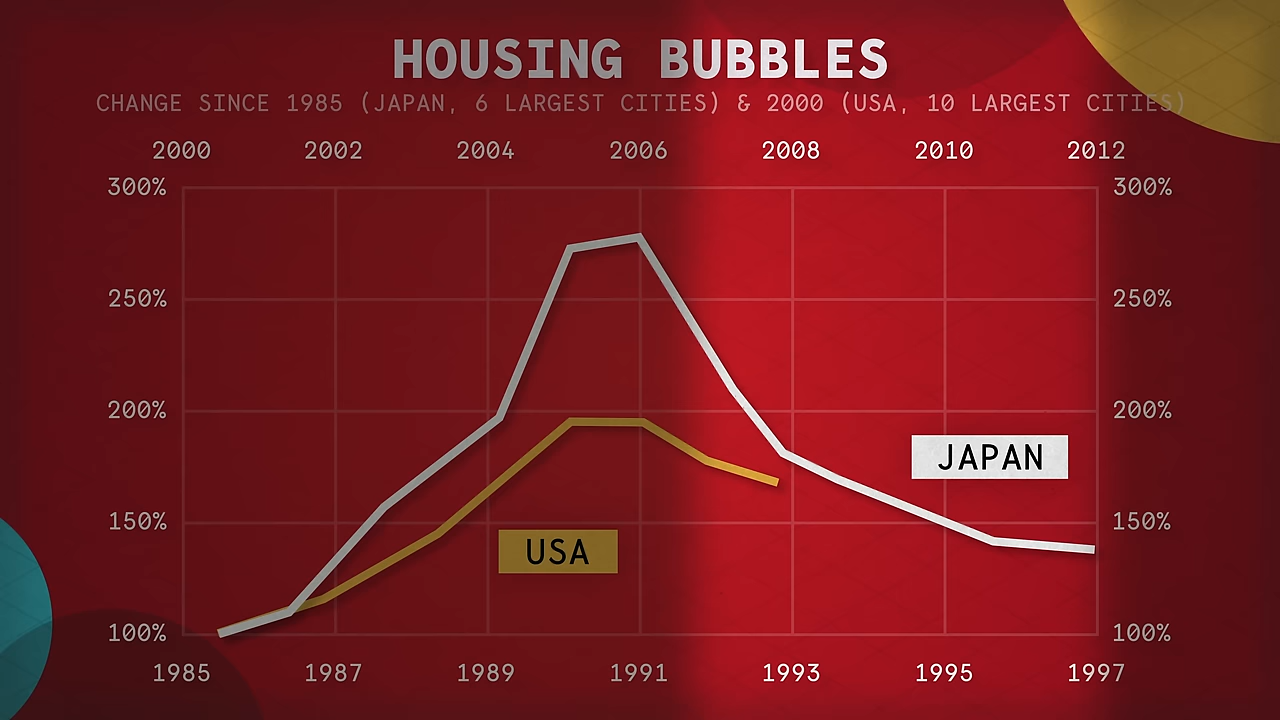 HOUSING BUBBLES
CHANGE SINCE 1985 (JAPAN, 6 LARGEST CITIES) & 2000 (USA, 10 LARGEST CITIES)
2000 2002 2004 2006 2008 2010 2012
300% 300%
250% 250%
200% 200%
JAPAN
150% 150%
USA
100% 100%
1985 1987 1989 1991 1993 1995 1997